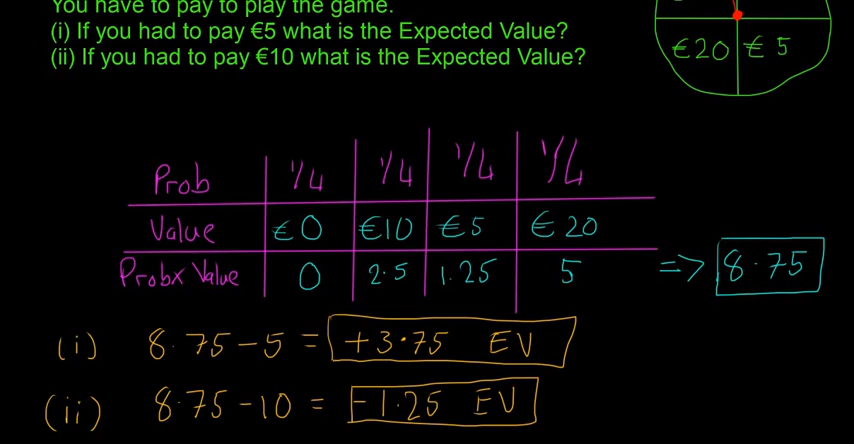 You have to pay to play the game.
(i) If you had to pay €5 what is the Expected Value?
(ii) If you had to pay €10 what is the Expected Value?
€20 € 5
Prob 1/4 1/4 1/4 1/4
Value €0 €10 €5 €20
Prob x Value 0 2.5 1.25 5 => 8.75
(i) 8.75 - 5 = +3.75 EV
(ii) 8.75 - 10 = -1.25 EV